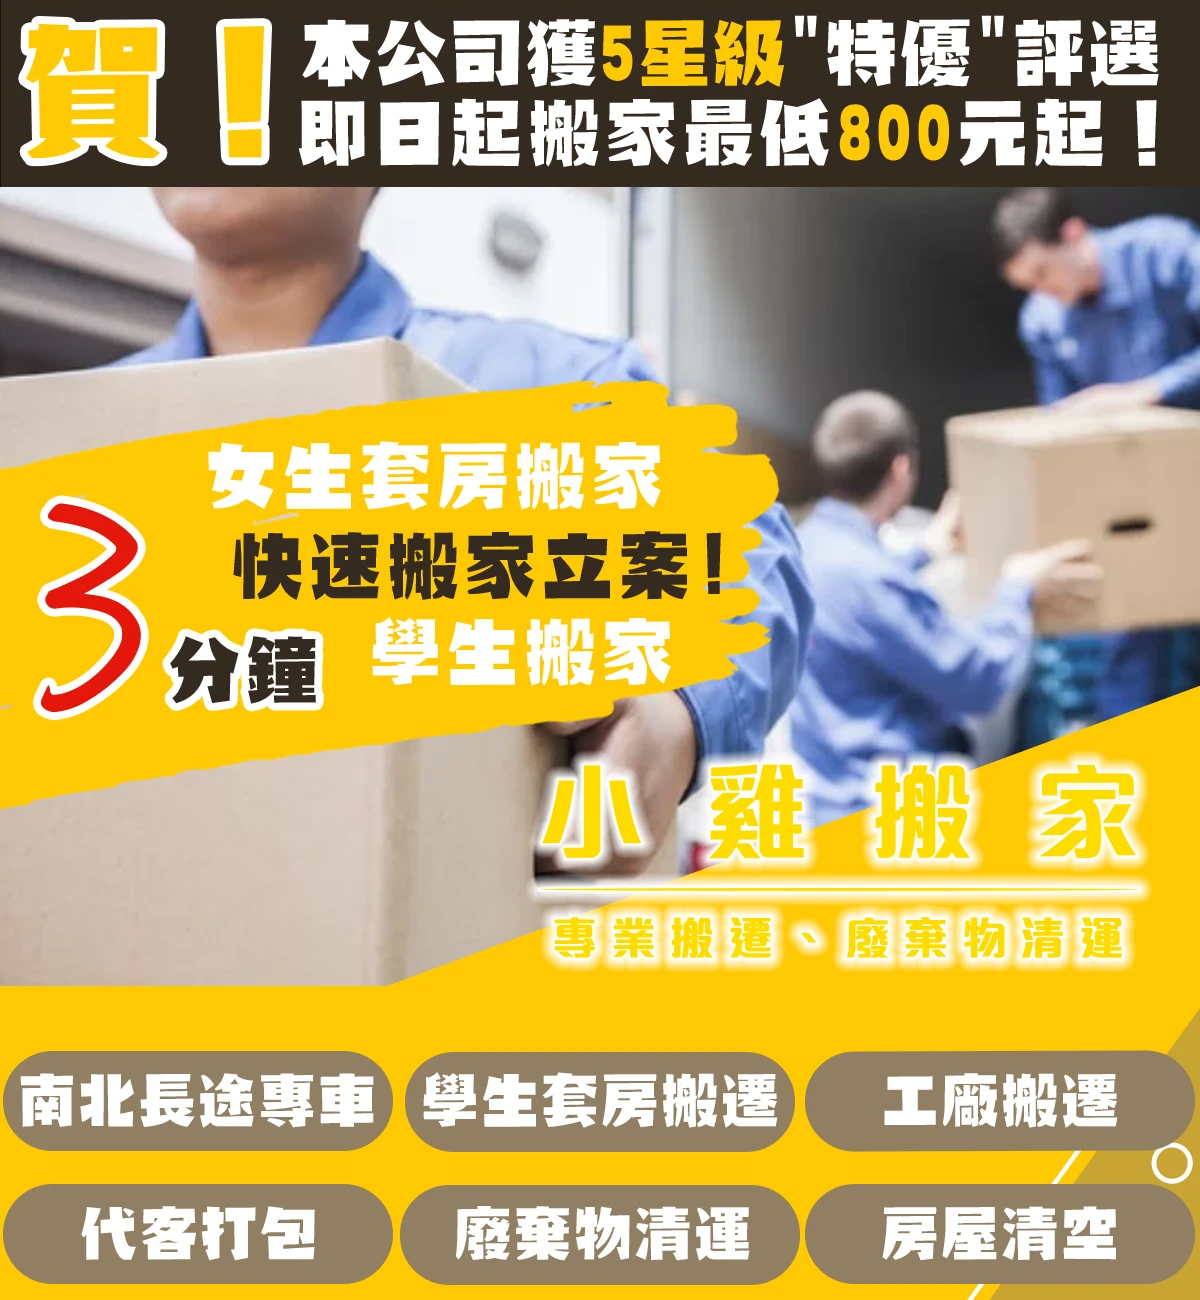 賀！
本公司獲5星級"特優"評選
即日起搬家最低800元起！
女生套房搬家
快速搬家立案!
3分鐘
學生搬家
小雞搬家
專業搬遷、廢棄物清運
南北長途專車
學生套房搬遷
工廠搬遷
代客打包
廢棄物清運
房屋清空